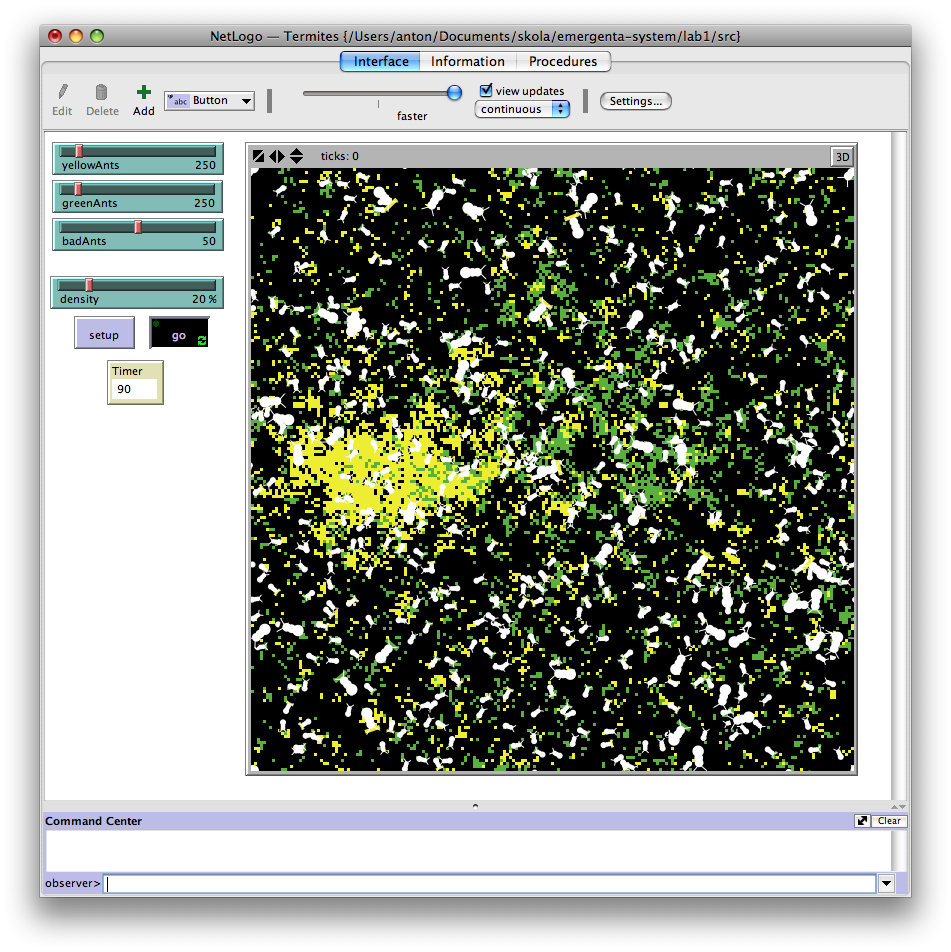 NetLogo — Termites {/Users/anton/Documents/skola/emergenta-system/lab1/src}
Interface Information Procedures
Edit Delete Add abc Button faster view updates continuous Settings...
yellowAnts 250
greenAnts 250
badAnts 50
density 20 %
setup go
Timer
90
ticks: 0 3D
Command Center Clear
observer>